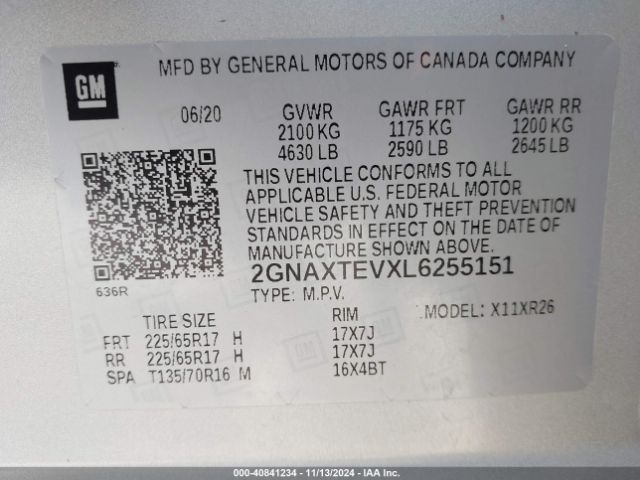 GM
MFD BY GENERAL MOTORS OF CANADA COMPANY
06/20 GVWR GAWR FRT GAWR RR
2100 KG 1175 KG 1200 KG
4630 LB 2590 LB 2645 LB
THIS VEHICLE CONFORMS TO ALL
APPLICABLE U.S. FEDERAL MOTOR
VEHICLE SAFETY AND THEFT PREVENTION
STANDARDS IN EFFECT ON THE DATE OF
MANUFACTURE SHOWN ABOVE.
2GNAXTEVXL6255151
636R
TYPE: M.P.V. MODEL: X11XR26
TIRE SIZE RIM
FRT 225/65R17 H 17X7J
RR 225/65R17 H 17X7J
SPA T135/70R16 M 16X4BT
000-40841234 - 11/13/2024 - IAA Inc.